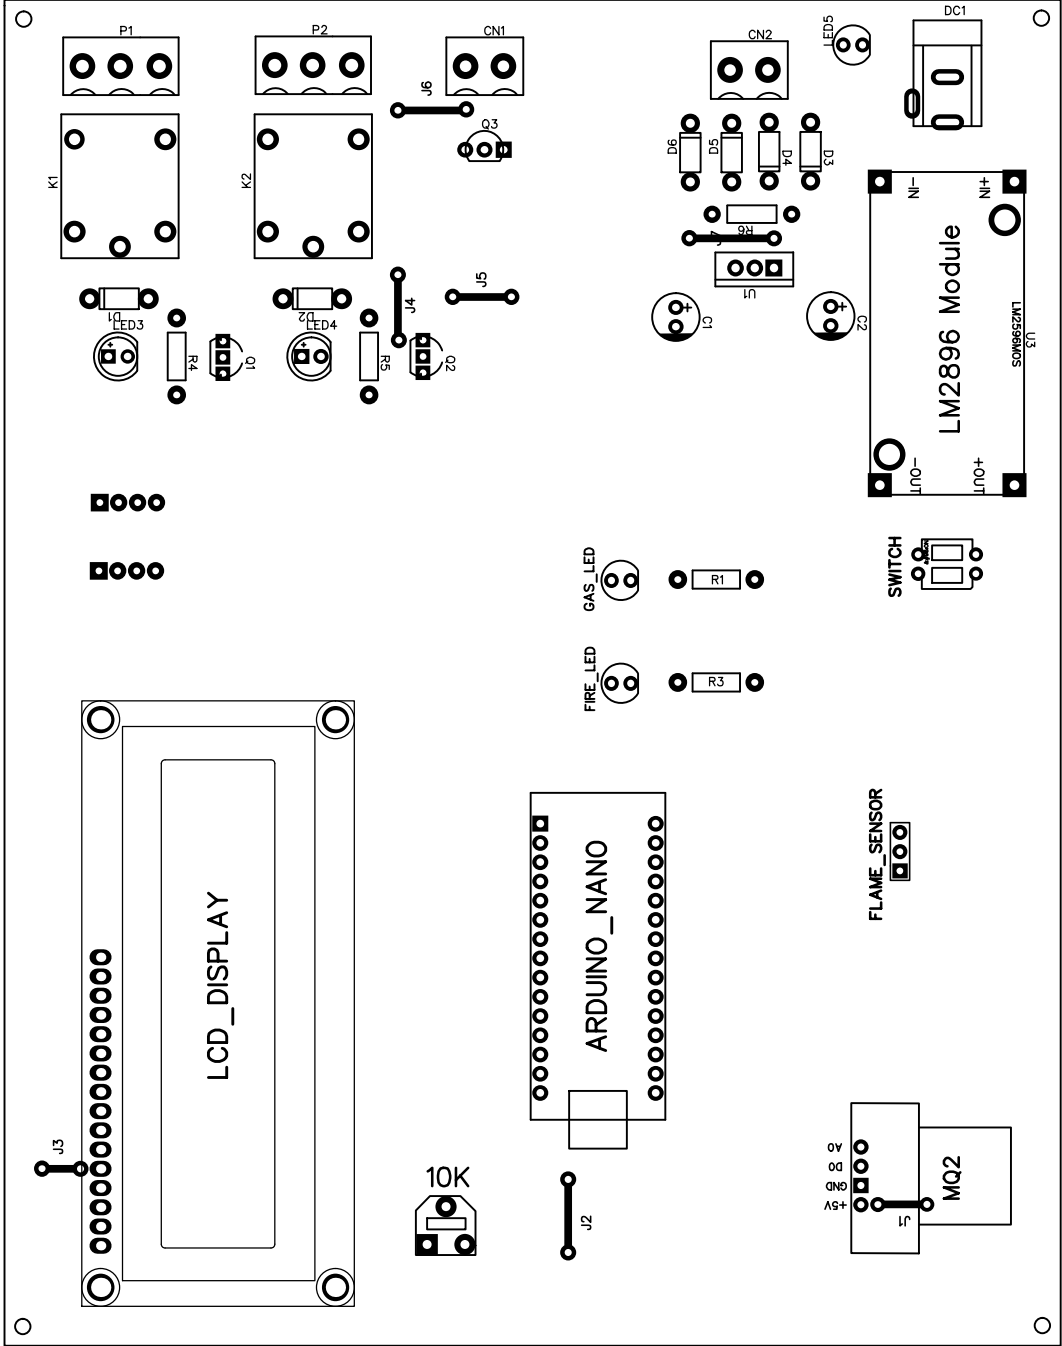 P1
P2
CN1
CN2
LED5
DC1
J6
Q3
K1
K2
D6
D5
D4
D3
-IN
+IN
R6
U1
J5
J4
C1
C2
D1
LED3
D2
LED4
R4
Q1
R5
Q2
LM2896 Module
LM2596MOS
U3
-OUT
+OUT
SWITCH
GAS_LED
R1
FIRE_LED
R3
FLAME_SENSOR
LCD_DISPLAY
ARDUINO_NANO
J3
10K
J2
A0
D0
GND
+5V
J1
MQ2